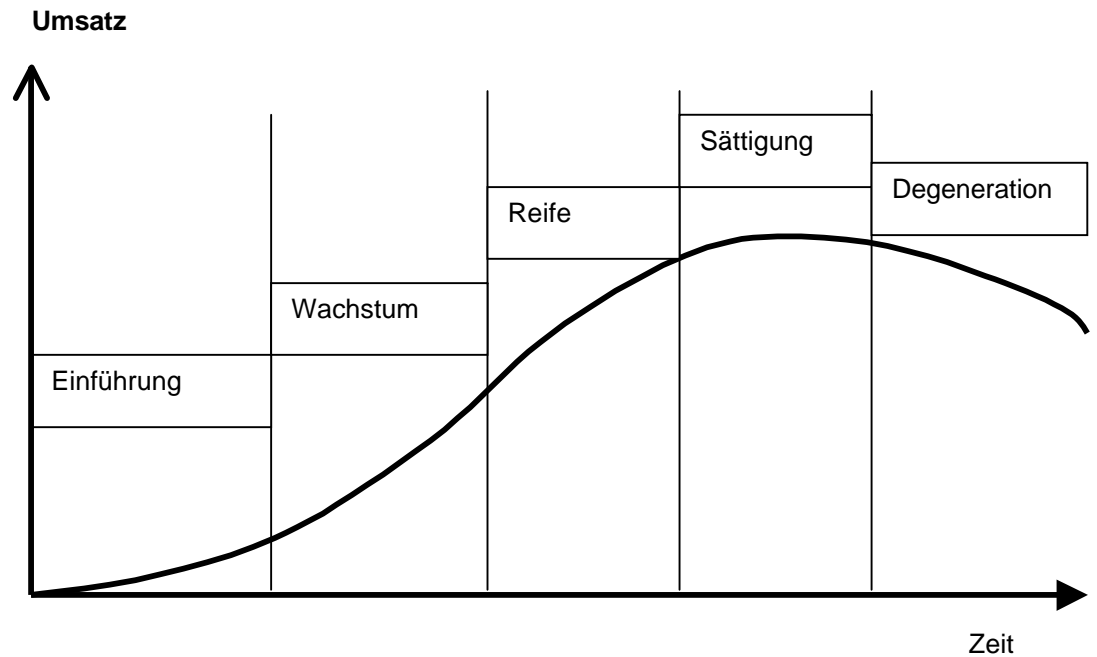 Umsatz
Sättigung
Degeneration
Reife
Wachstum
Einführung
Zeit